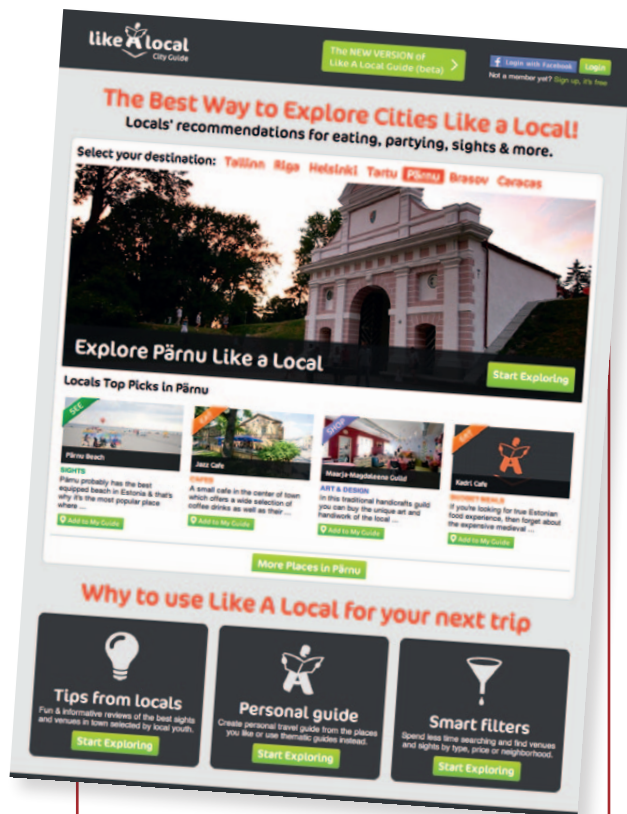 like A local
City Guide
The NEW VERSION of
Like A Local Guide (beta)
Login with Facebook
Login
Not a member yet? Sign up, it's free
The Best Way to Explore Cities Like a Local!
Locals' recommendations for eating, partying, sights & more.
Select your destination: Tallinn Riga Helsinki Tartu Pärnu Brasov Caracas
Explore Pärnu Like a Local
Start Exploring
Locals Top Picks in Pärnu
SEE
Pärnu Beach
SIGHTS
Pärnu probably has the best
equipped beach in Estonia & that's
why it's the most popular place
where ...
Add to My Guide
EAT
Jazz Cafe
CAFES
A small cafe in the center of town
which offers a wide selection of
coffee drinks as well as their ...
Add to My Guide
SHOP
Maarja-Magdaleene Guild
ART & DESIGN
In this traditional handicrafts guild
you can buy the unique art and
handiwork of the local ...
Add to My Guide
EAT
Kadri Cafe
BUDGET MEALS
If you're looking for true Estonian
food experience, then forget about
the expensive medieval ...
Add to My Guide
More Places in Pärnu
Why to use Like A Local for your next trip
Tips from locals
Fun & informative reviews of the best sights
and venues in town selected by local youth.
Start Exploring
Personal guide
Create personal travel guide from the places
you like or use thematic guides instead.
Start Exploring
Smart filters
Spend less time searching and find venues
and sights by type, price or neighborhood.
Start Exploring